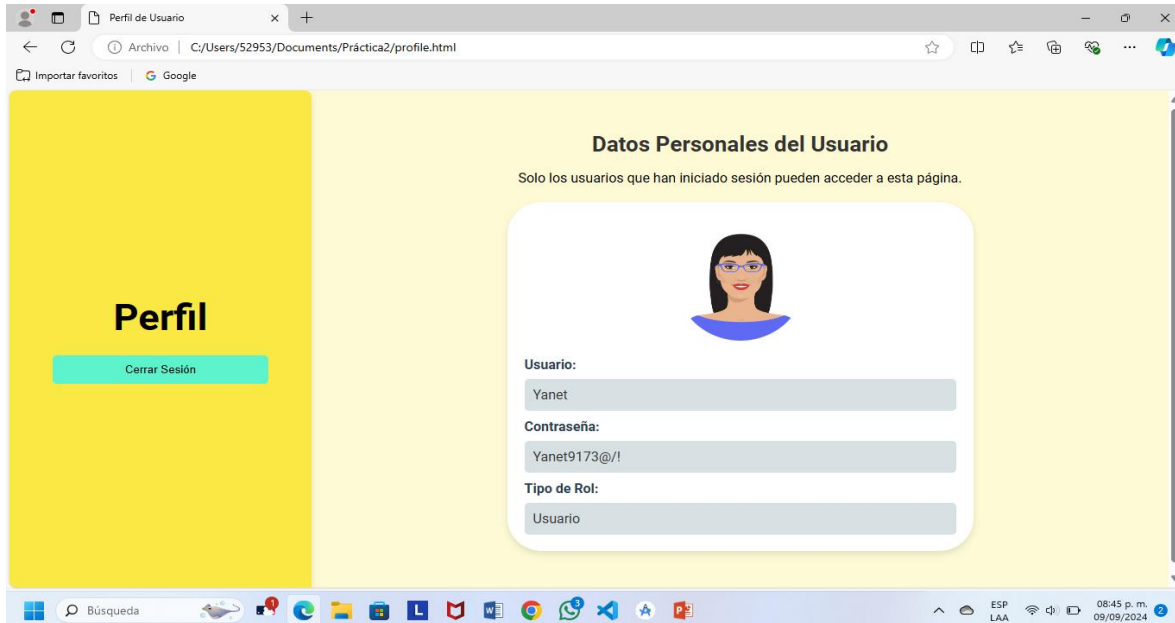 Perfil de Usuario
Archivo | C:/Users/52953/Documents/Práctica2/profile.html
Importar favoritos
G Google
Datos Personales del Usuario
Solo los usuarios que han iniciado sesión pueden acceder a esta página.
Perfil
Cerrar Sesión
Usuario:
Yanet
Contraseña:
Yanet9173@/!
Tipo de Rol:
Usuario
Búsqueda
ESP
LAA
08:45 p. m.
09/09/2024
2